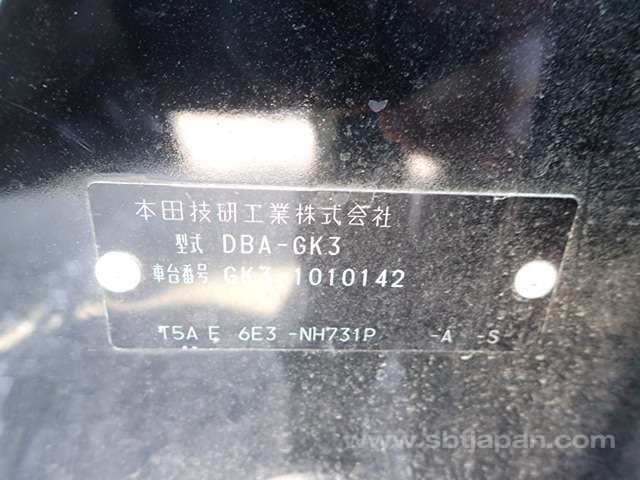 本田技研工業株式会社
型式 DBA-GK3
車台番号 GK3-1010142
T5A E 6E3 -NH731P -A -S
www.sbtjapan.com